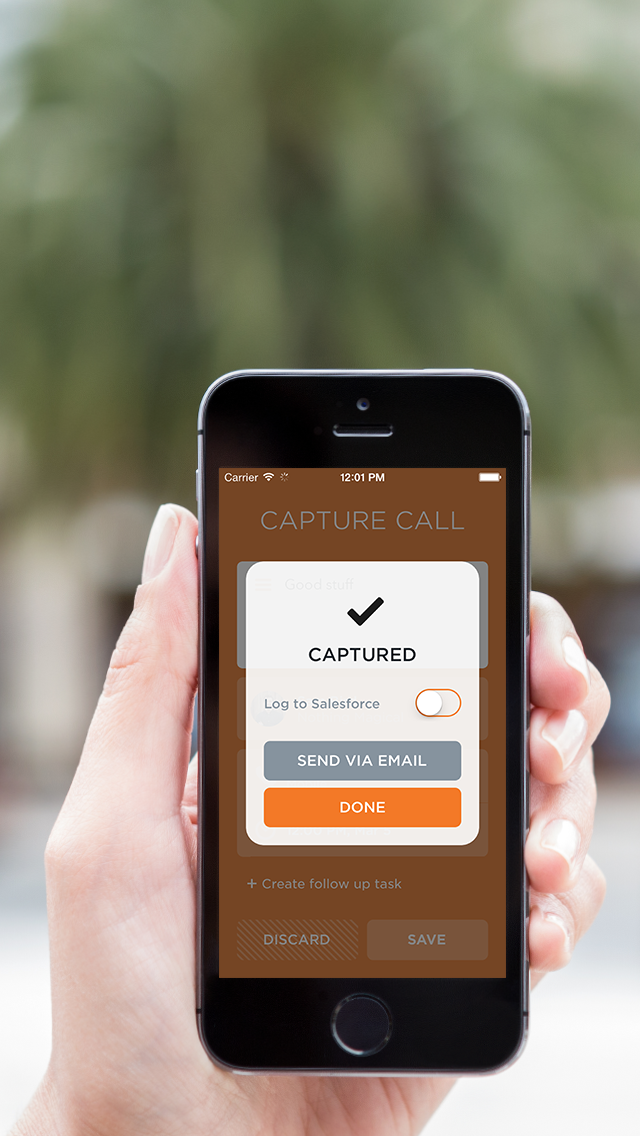 Carrier 12:01 PM
CAPTURE CALL
Good stuff
CAPTURED
Log to Salesforce
SEND VIA EMAIL
DONE
+ Create follow up task
DISCARD SAVE